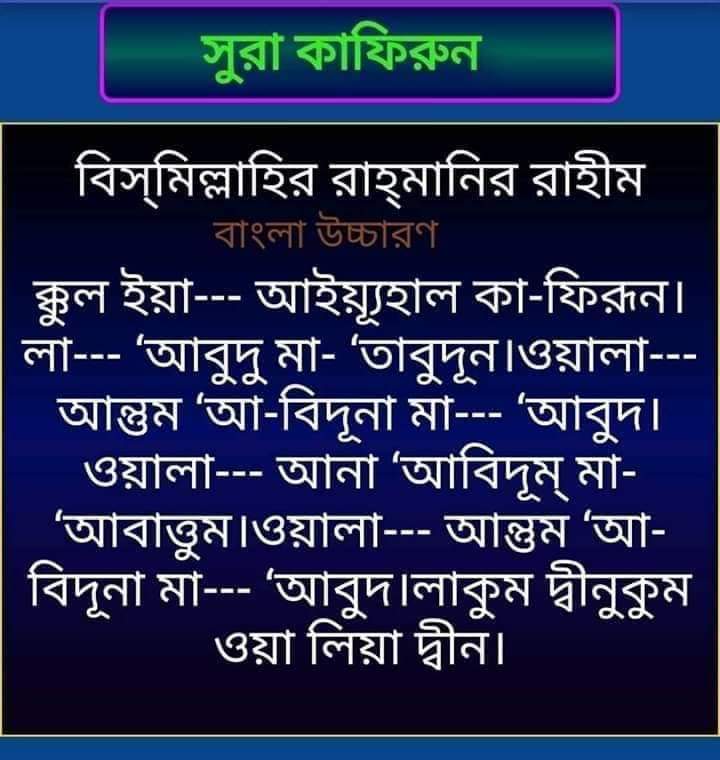 সুরা কাফিরুন
বিস্‌মিল্লাহির রাহ্‌মানির রাহীম
বাংলা উচ্চারণ
ক্কুল ইয়া--- আইয়্যূহাল কা-ফিরূন।
লা--- ‘আবুদু মা- ‘তাবুদূন।ওয়ালা---
আন্তুম ‘আ-বিদূনা মা--- ‘আবুদ।
ওয়ালা--- আনা ‘আবিদূম্ মা-
‘আবাত্তুম।ওয়ালা--- আন্তুম ‘আ-
বিদূনা মা--- ‘আবুদ।লাকুম দ্বীনুকুম
ওয়া লিয়া দ্বীন।